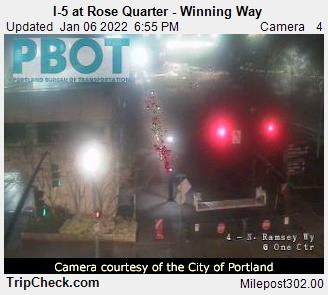 I-5 at Rose Quarter - Winning Way
Updated Jan 06 2022 6:55 PM Camera 4
PBOT
PORTLAND BUREAU OF TRANSPORTATION
4 - N. Ramsey Wy
@ One Ctr
Camera courtesy of the City of Portland
TripCheck.com Milepost302.00